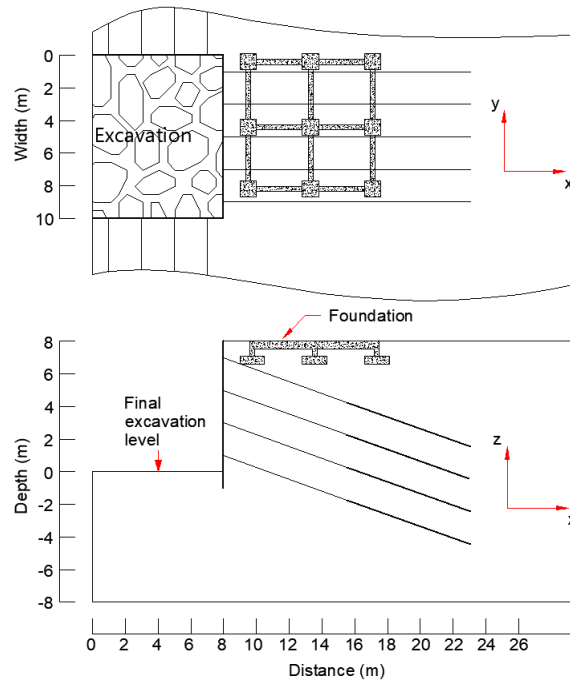 0
2
4
6
8
10
Width (m)
Excavation
y
x
Foundation
8
6
4
2
0
-2
-4
-6
-8
Depth (m)
Final
excavation
level
z
x
0 2 4 6 8 10 12 14 16 18 20 22 24 26
Distance (m)